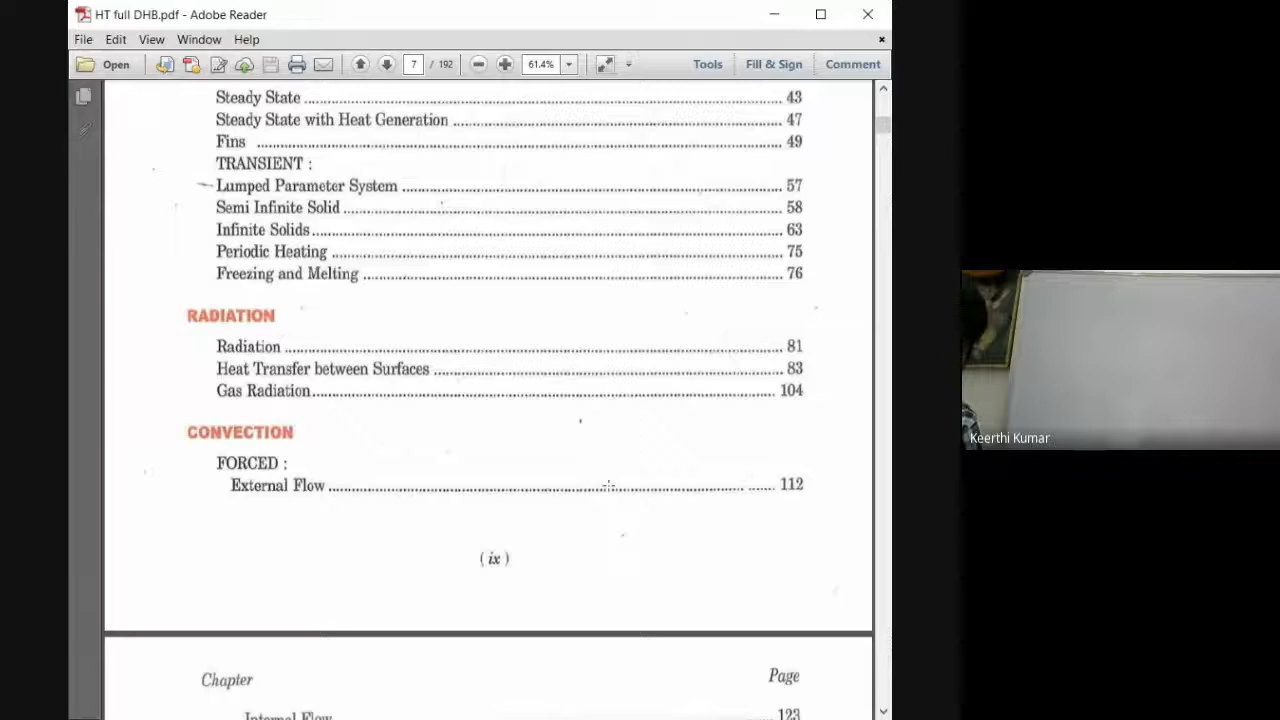 HT full DHB.pdf - Adobe Reader
File Edit View Window Help
Open 7 / 192 61.4% Tools Fill & Sign Comment
Steady State ........ 43
Steady State with Heat Generation ........ 47
Fins ........ 49
TRANSIENT :
Lumped Parameter System ........ 57
Semi Infinite Solid ........ 58
Infinite Solids ........ 63
Periodic Heating ........ 75
Freezing and Melting ........ 76
RADIATION
Radiation ........ 81
Heat Transfer between Surfaces ........ 83
Gas Radiation ........ 104
CONVECTION
FORCED :
External Flow ........ 112
( ix )
Chapter Page
Internal Flow 123
Keerthi Kumar